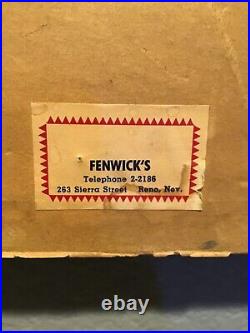 FENWICK'S
Telephone 2-2186
263 Sierra Street Reno, Nev.